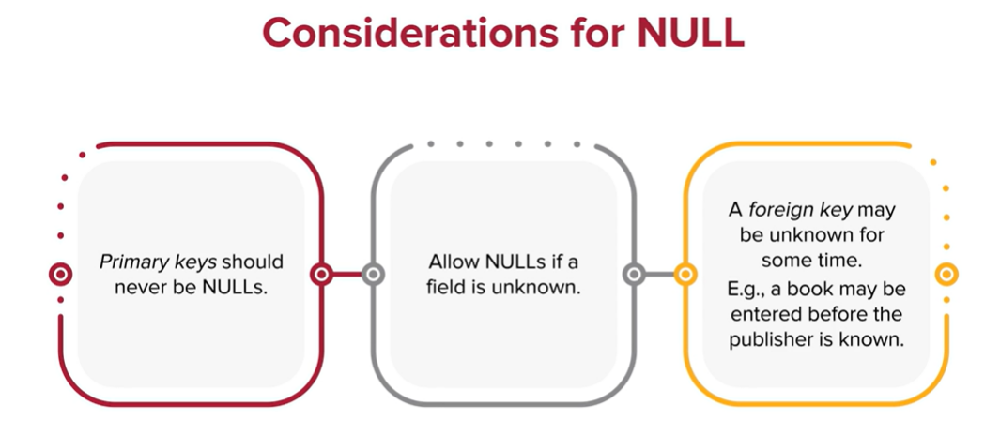 Considerations for NULL
Primary keys should
never be NULLs.
Allow NULLs if a
field is unknown.
A foreign key may
be unknown for
some time.
E.g., a book may be
entered before the
publisher is known.